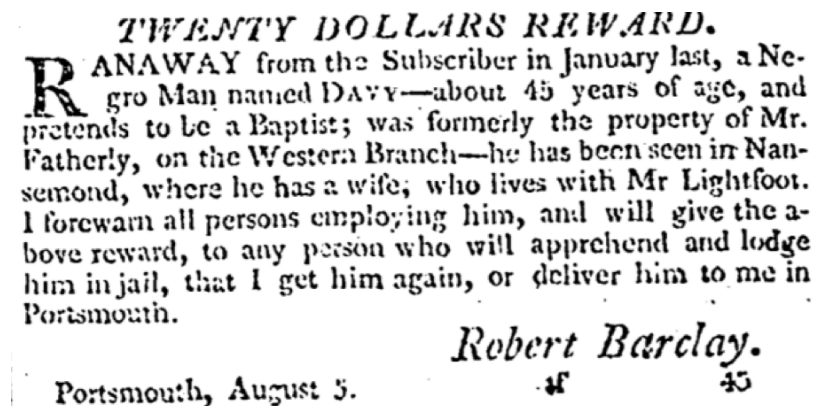 TWENTY DOLLARS REWARD.
RANAWAY from the Subscriber in January last, a Ne-
gro Man named DAVY—about 45 years of age, and
pretends to be a Baptist; was formerly the property of Mr.
Fatherly, on the Western Branch—he has been seen in Nan-
semond, where he has a wife, who lives with Mr Lightfoot.
I forewarn all persons employing him, and will give the a-
bove reward, to any person who will apprehend and lodge
him in jail, that I get him again, or deliver him to me in
Portsmouth.
Robert Barclay.
Portsmouth, August 5. tf 45